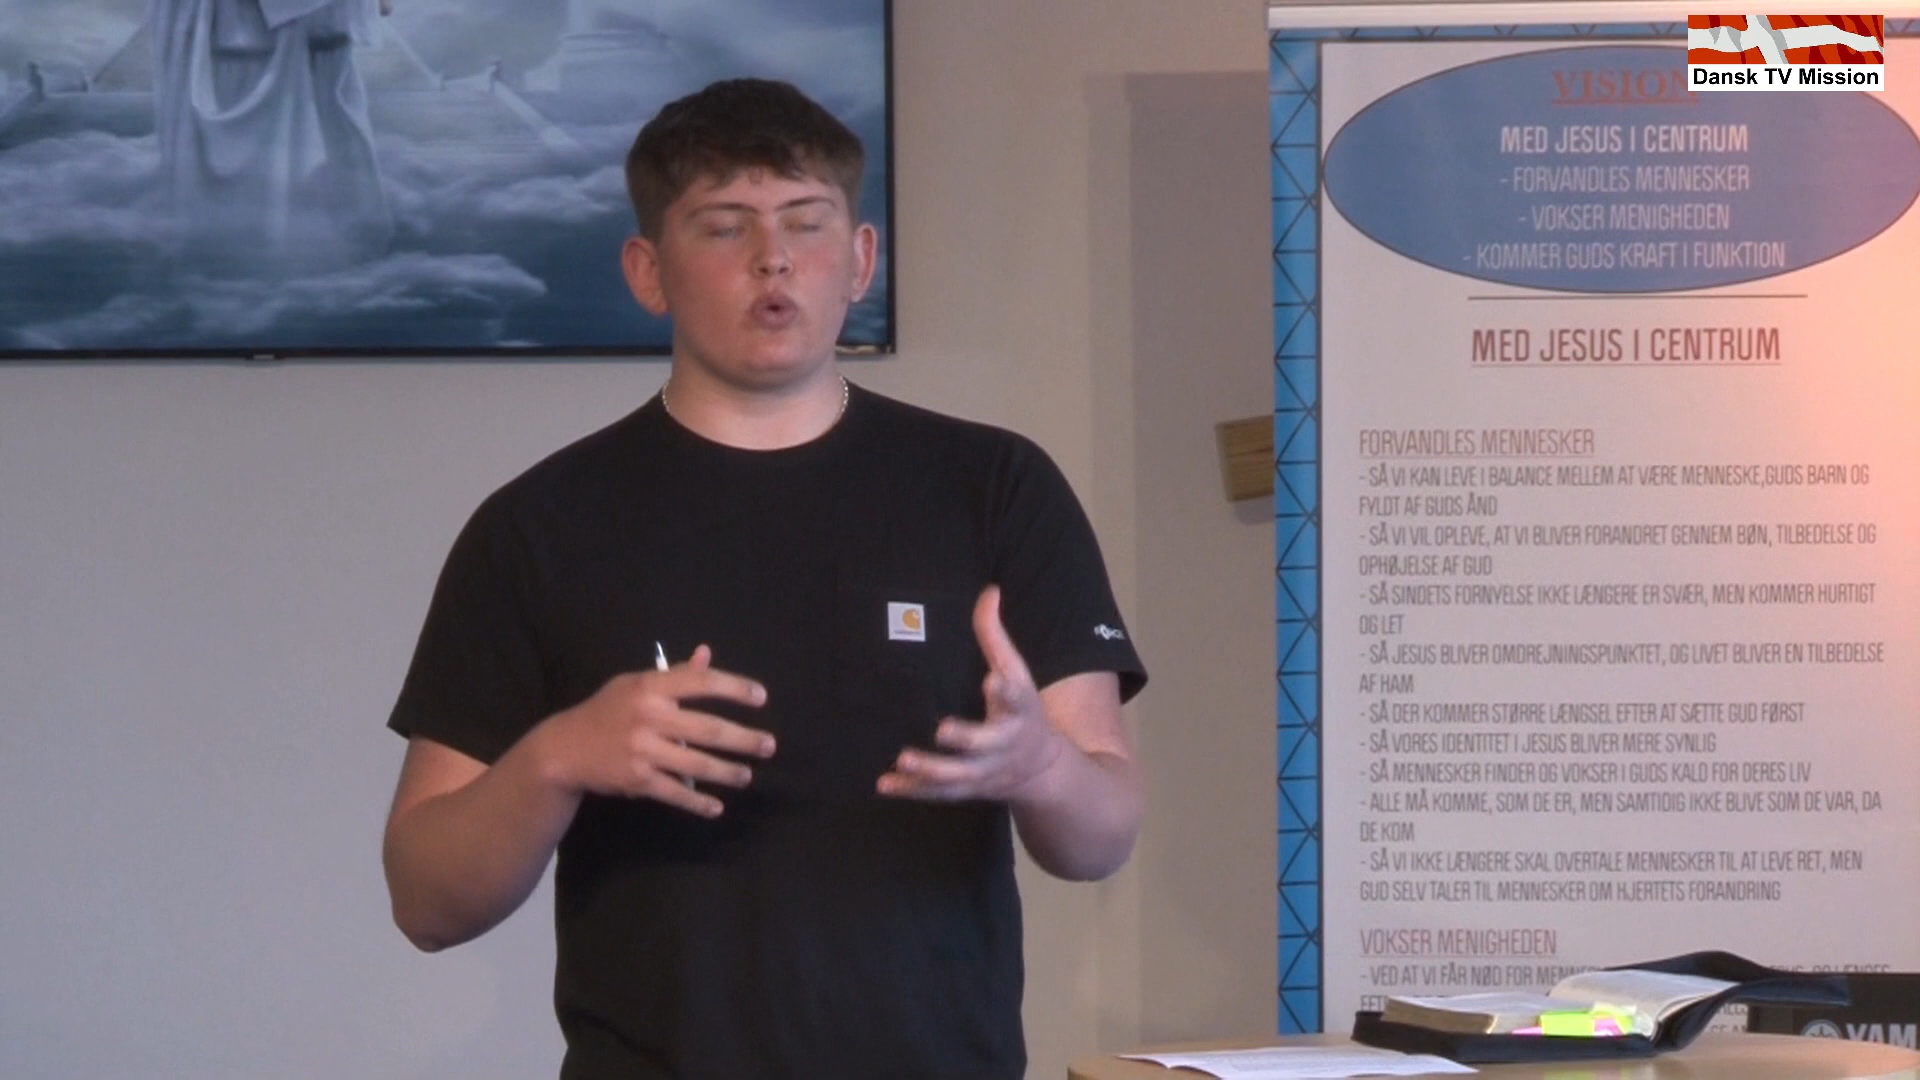 Dansk TV Mission
VISION
MED JESUS I CENTRUM
- FORVANDLES MENNESKER
- VOKSER MENIGHEDEN
- KOMMER GUDS KRAFT I FUNKTION
MED JESUS I CENTRUM
FORVANDLES MENNESKER
- SÅ VI KAN LEVE I BALANCE MELLEM AT VÆRE MENNESKE,GUDS BARN OG
FYLDT AF GUDS ÅND
- SÅ VI VIL OPLEVE, AT VI BLIVER FORANDRET GENNEM BØN, TILBEDELSE OG
OPHØJELSE AF GUD
- SÅ SINDETS FORNYELSE IKKE LÆNGERE ER SVÆR, MEN KOMMER HURTIGT
OG LET
- SÅ JESUS BLIVER OMDREJNINGSPUNKTET, OG LIVET BLIVER EN TILBEDELSE
AF HAM
- SÅ DER KOMMER STØRRE LÆNGSEL EFTER AT SÆTTE GUD FØRST
- SÅ VORES IDENTITET I JESUS BLIVER MERE SYNLIG
- SÅ MENNESKER FINDER OG VOKSER I GUDS KALD FOR DERES LIV
- ALLE MÅ KOMME, SOM DE ER, MEN SAMTIDIG IKKE BLIVE SOM DE VAR, DA
DE KOM
- SÅ VI IKKE LÆNGERE SKAL OVERTALE MENNESKER TIL AT LEVE RET, MEN
GUD SELV TALER TIL MENNESKER OM HJERTETS FORANDRING
VOKSER MENIGHEDEN
- VED AT VI FÅR NØD FOR
YAM